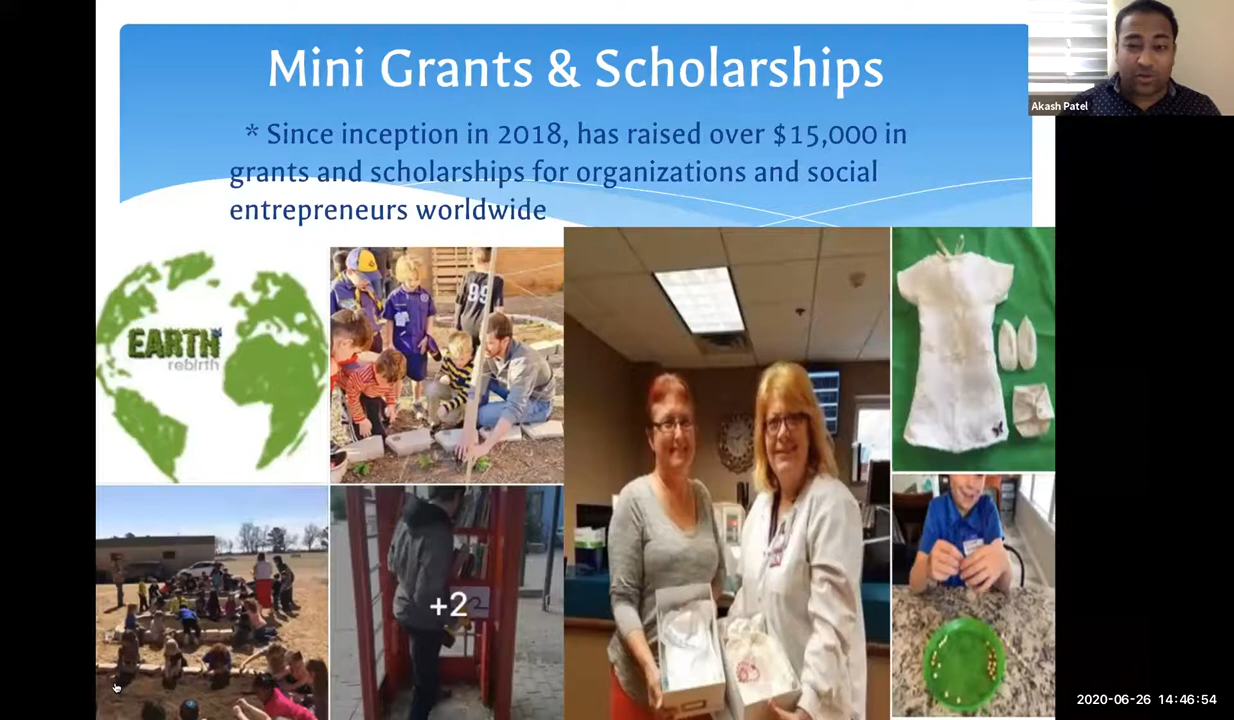 Mini Grants & Scholarships
* Since inception in 2018, has raised over $15,000 in
grants and scholarships for organizations and social
entrepreneurs worldwide
Akash Patel
EARTH
rebirth
99
+2
2020-06-26 14:46:54